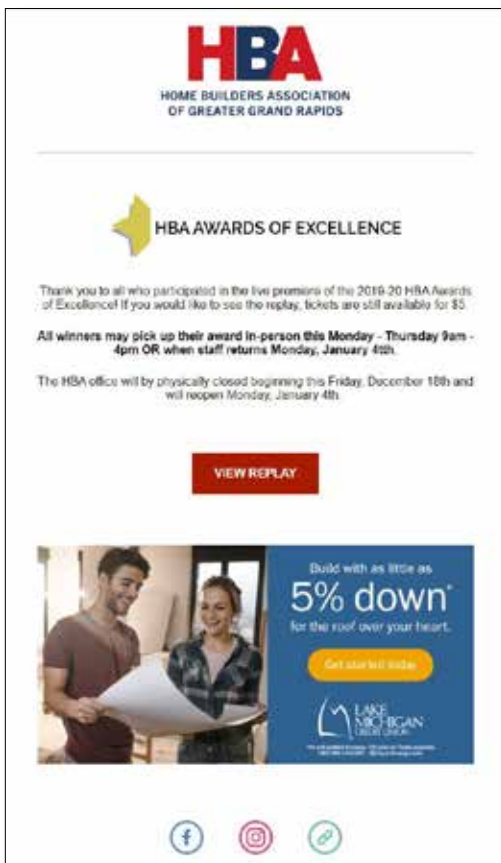 HBA
HOME BUILDERS ASSOCIATION
OF GREATER GRAND RAPIDS
HBA AWARDS OF EXCELLENCE
Thank you to all who participated in the live premiere of the 2019-20 HBA Awards
of Excellence! If you would like to see the replay, tickets are still available for $5.
All winners may pick up their award in-person this Monday - Thursday 9am -
4pm OR when staff returns Monday, January 4tth.
The HBA office will by physically closed beginning this Friday, December 18th and
will reopen Monday, January 4th.
VIEW REPLAY
Build with as little as
5% down*
for the roof over your heart.
Get started today
LAKE
MICHIGAN
CREDIT UNION